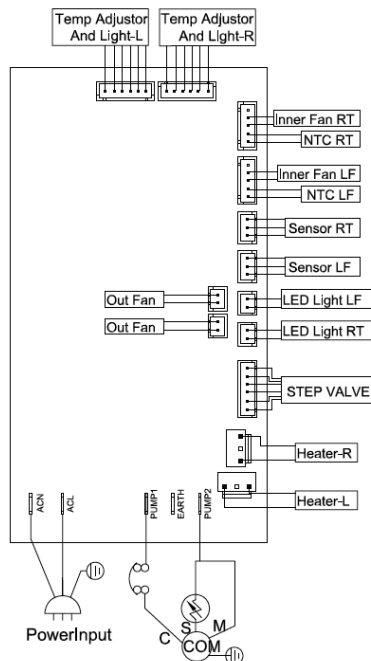 Temp Adjustor
And Light-L
Temp Adjustor
And Light-R
Inner Fan RT
NTC RT
Inner Fan LF
NTC LF
Sensor RT
Sensor LF
Out Fan
LED Light LF
Out Fan
LED Light RT
STEP VALVE
Heater-R
Heater-L
ACN
ACL
PUMP1
EARTH
PUMP2
PowerInput
C
S
M
COM